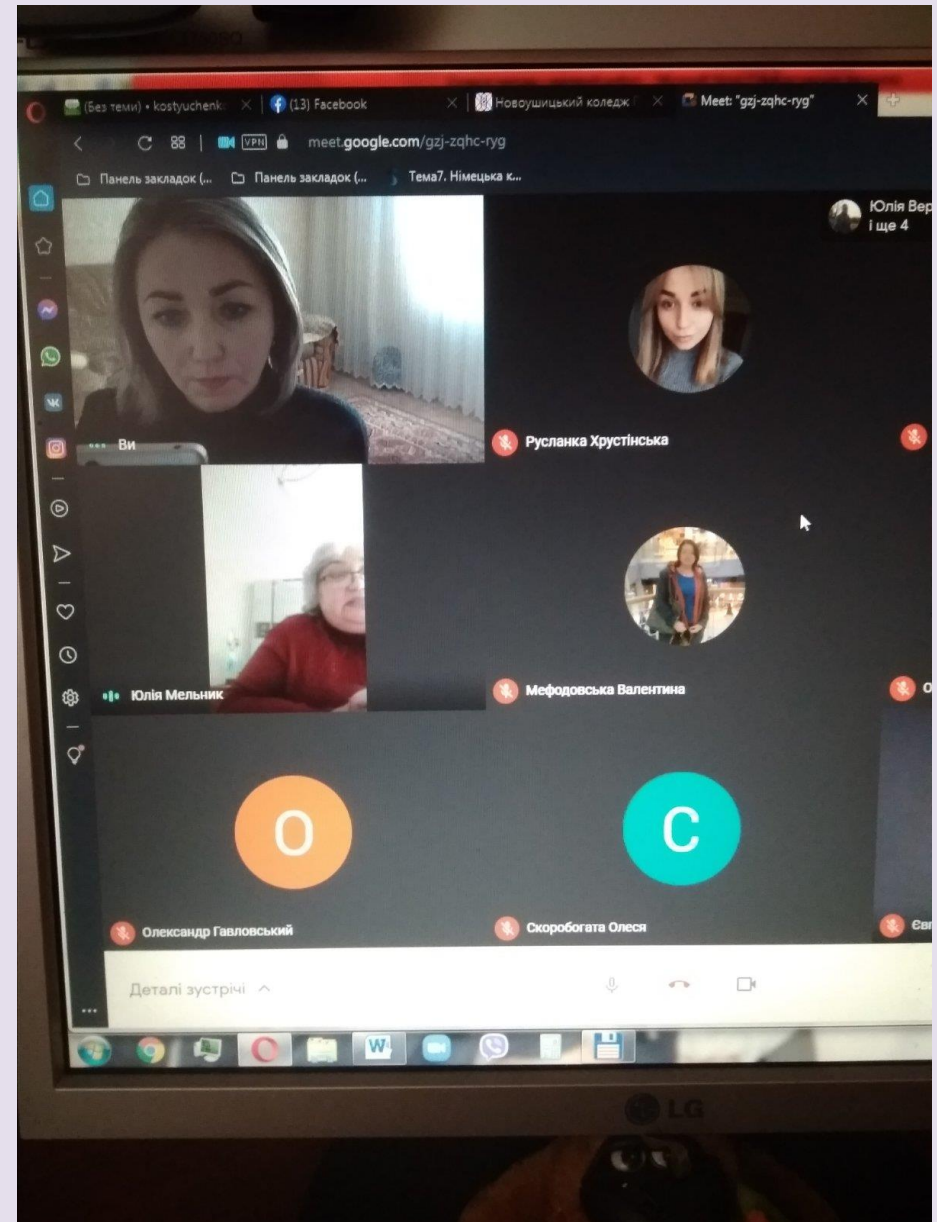 (Без теми) • kostyuchenk
(13) Facebook
Новоушицький коледж
Meet: "gzj-zqhc-ryg"
VPN
meet.google.com/gzj-zqhc-ryg
Панель закладок (...
Панель закладок (...
Тема7. Німецька к...
Юлія Вер
і ще 4
Ви
Русланка Хрустінська
Юлія Мельник
Мефодовська Валентина
О
О
С
Олександр Гавловський
Скоробогата Олеся
Євг
Деталі зустрічі
W
LG